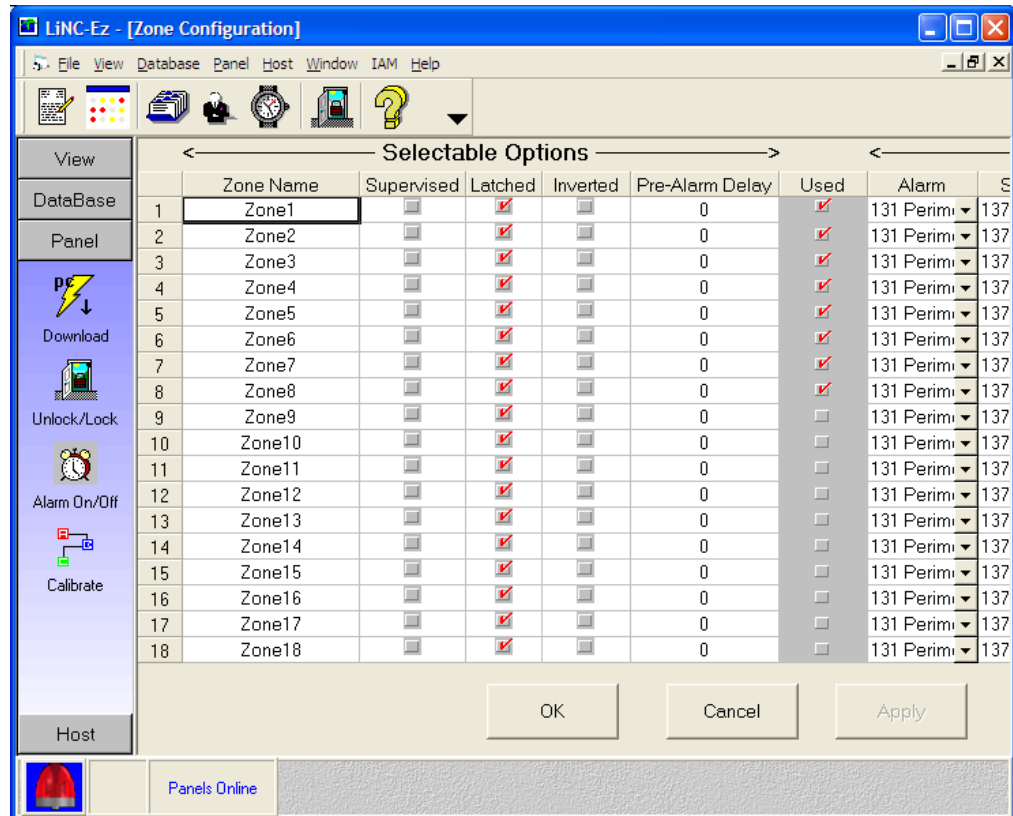 LiNC-Ez - [Zone Configuration]
File View Database Panel Host Window IAM Help
View
DataBase
Panel
PC
Download
Unlock/Lock
Alarm On/Off
Calibrate
Host
<—— Selectable Options ——> <——
Zone Name Supervised Latched Inverted Pre-Alarm Delay Used Alarm S
1 Zone1 0 131 Perim 137
2 Zone2 0 131 Perim 137
3 Zone3 0 131 Perim 137
4 Zone4 0 131 Perim 137
5 Zone5 0 131 Perim 137
6 Zone6 0 131 Perim 137
7 Zone7 0 131 Perim 137
8 Zone8 0 131 Perim 137
9 Zone9 0 131 Perim 137
10 Zone10 0 131 Perim 137
11 Zone11 0 131 Perim 137
12 Zone12 0 131 Perim 137
13 Zone13 0 131 Perim 137
14 Zone14 0 131 Perim 137
15 Zone15 0 131 Perim 137
16 Zone16 0 131 Perim 137
17 Zone17 0 131 Perim 137
18 Zone18 0 131 Perim 137
OK Cancel Apply
Panels Online